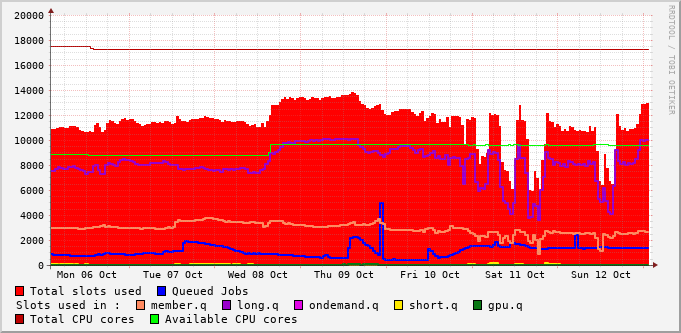 RRDTOOL / TOBI OETIKER
20000
18000
16000
14000
12000
10000
8000
6000
4000
2000
0
Mon 06 Oct Tue 07 Oct Wed 08 Oct Thu 09 Oct Fri 10 Oct Sat 11 Oct Sun 12 Oct
Total slots used Queued Jobs
Slots used in : member.q long.q ondemand.q short.q gpu.q
Total CPU cores Available CPU cores